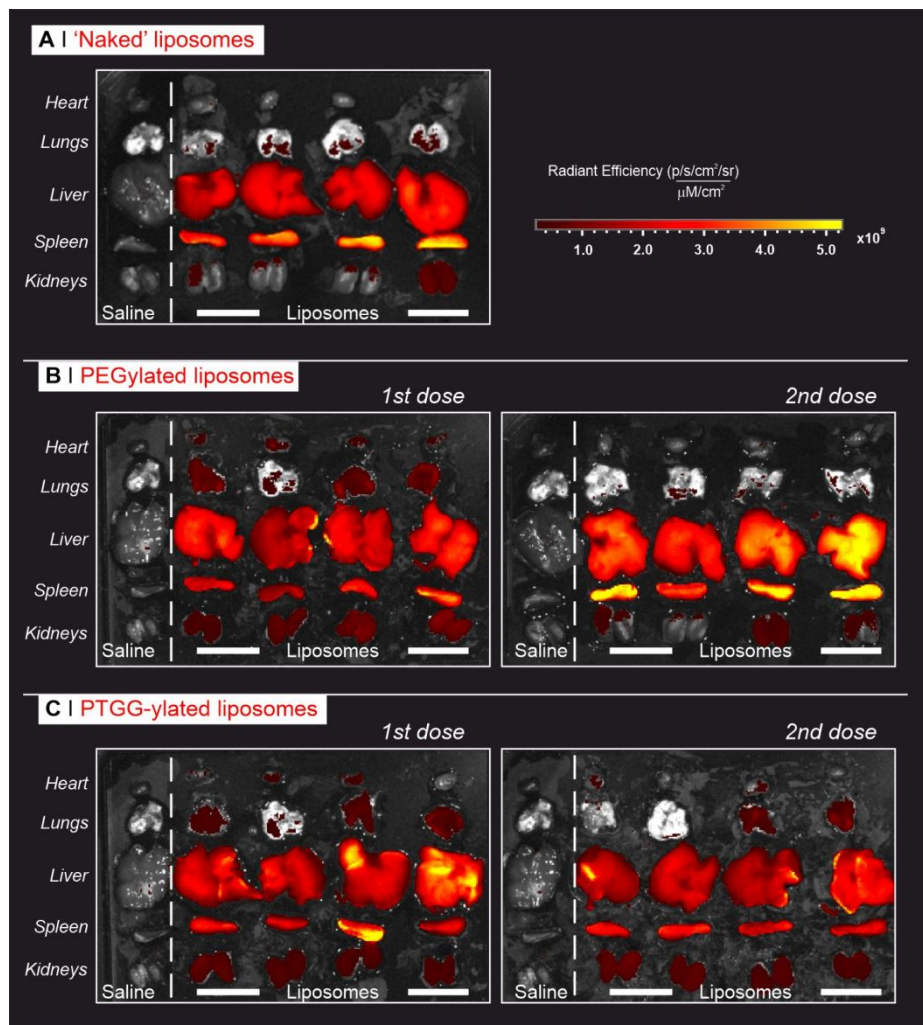 A | 'Naked' liposomes
Heart
Lungs
Liver
Spleen
Kidneys
Saline
Liposomes
Radiant Efficiency (p/s/cm²/sr)
μM/cm²
1.0 2.0 3.0 4.0 5.0 x10⁹
B | PEGylated liposomes
1st dose
2nd dose
Heart
Lungs
Liver
Spleen
Kidneys
Saline
Liposomes
Saline
Liposomes
C | PTGG-ylated liposomes
1st dose
2nd dose
Heart
Lungs
Liver
Spleen
Kidneys
Saline
Liposomes
Saline
Liposomes